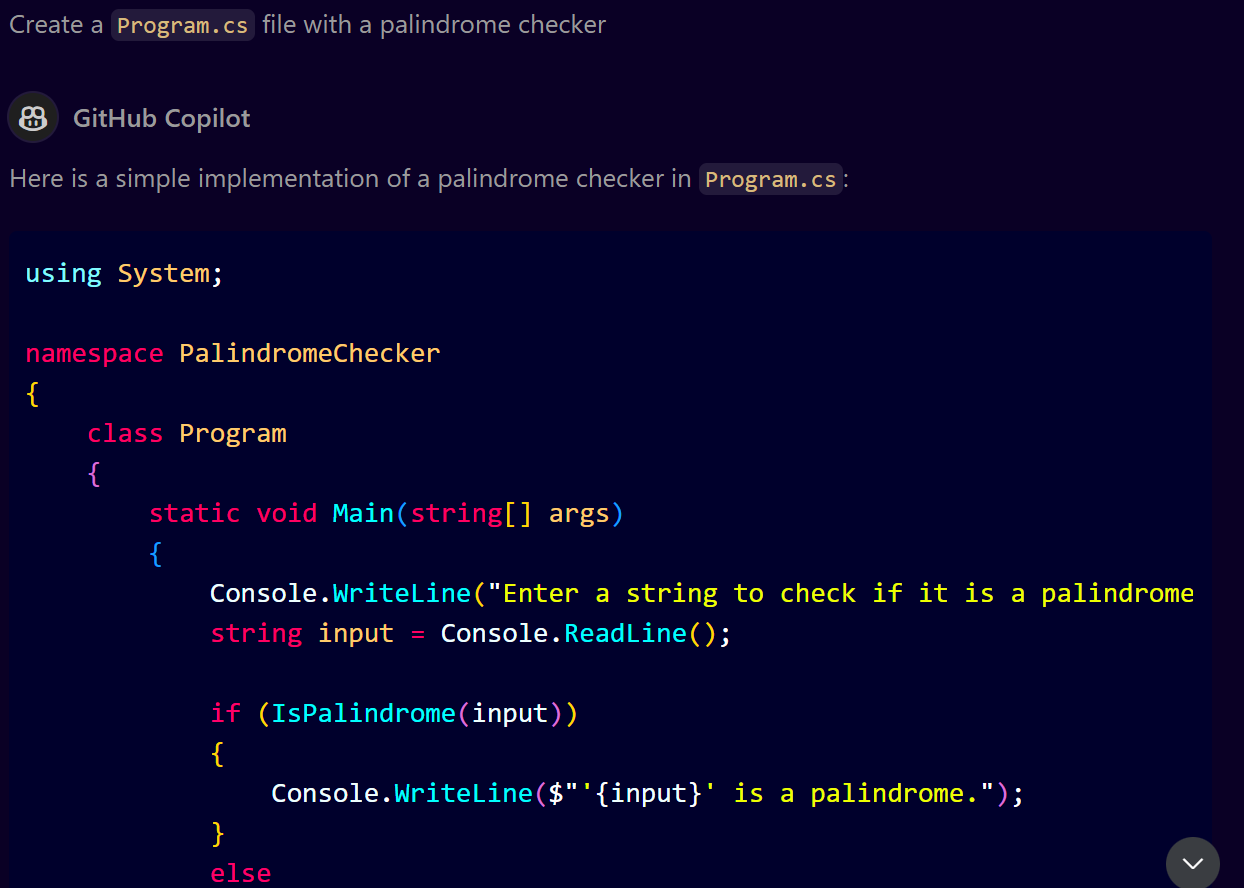 Create a Program.cs file with a palindrome checker
GitHub Copilot
Here is a simple implementation of a palindrome checker in Program.cs:
using System;
namespace PalindromeChecker
{
    class Program
    {
        static void Main(string[] args)
        {
            Console.WriteLine("Enter a string to check if it is a palindrome
            string input = Console.ReadLine();
            if (IsPalindrome(input))
            {
                Console.WriteLine($"'{input}' is a palindrome.");
            }
            else